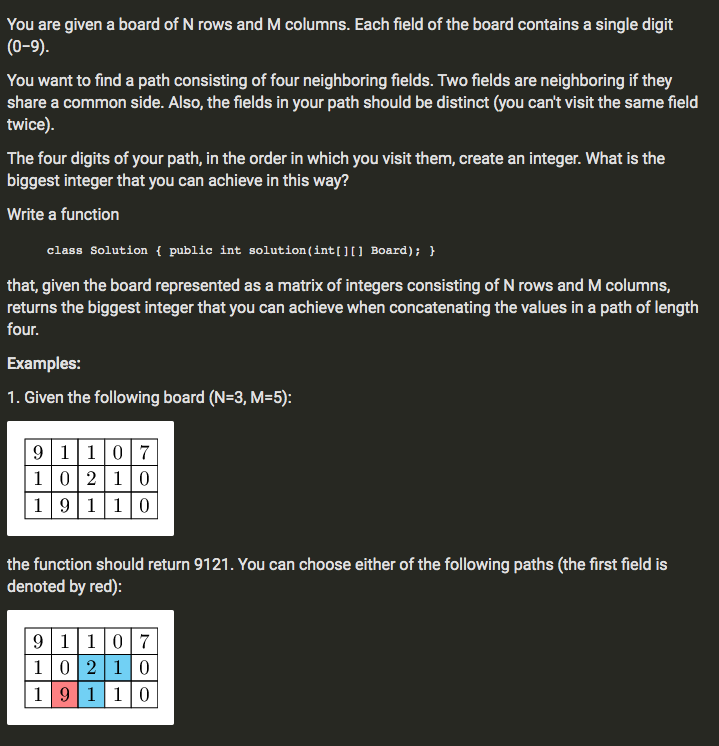 You are given a board of N rows and M columns. Each field of the board contains a single digit
(0-9).
You want to find a path consisting of four neighboring fields. Two fields are neighboring if they
share a common side. Also, the fields in your path should be distinct (you can't visit the same field
twice).
The four digits of your path, in the order in which you visit them, create an integer. What is the
biggest integer that you can achieve in this way?
Write a function
class Solution { public int solution(int[][] Board); }
that, given the board represented as a matrix of integers consisting of N rows and M columns,
returns the biggest integer that you can achieve when concatenating the values in a path of length
four.
Examples:
1. Given the following board (N=3, M=5):
9 1 1 0 7
1 0 2 1 0
1 9 1 1 0
the function should return 9121. You can choose either of the following paths (the first field is
denoted by red):
9 1 1 0 7
1 0 2 1 0
1 9 1 1 0